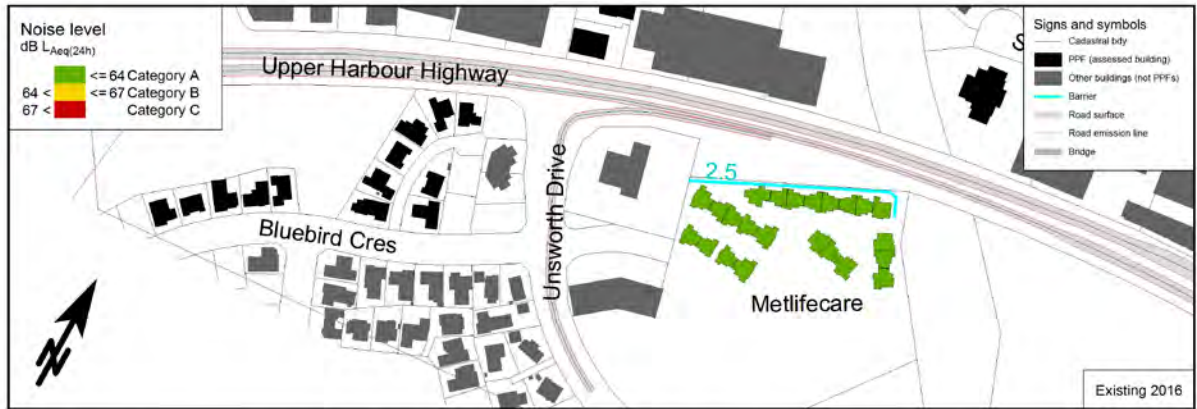 Noise level
dB LAeq(24h)
<= 64 Category A
64 < <= 67 Category B
67 < Category C
Upper Harbour Highway
Signs and symbols
Cadastral bdy
PPF (assessed building)
Other buildings (not PPFs)
Barrier
Road surface
Road emission line
Bridge
S
2.5
Unsworth Drive
Bluebird Cres
Metlifecare
N
Existing 2016